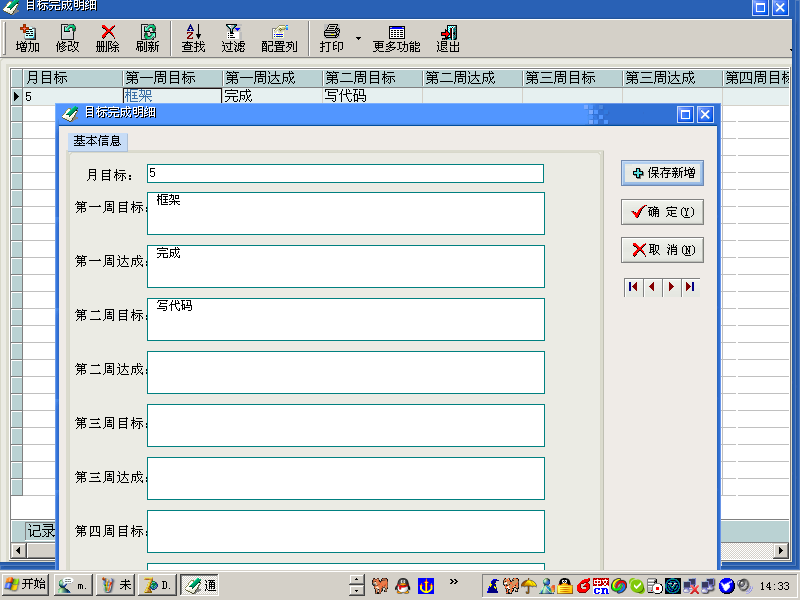 目标完成明细
增加 修改 删除 刷新 查找 过滤 配置列 打印 更多功能 退出
月目标 第一周目标 第一周达成 第二周目标 第二周达成 第三周目标 第三周达成 第四周目标
5 框架 完成 写代码
目标完成明细
基本信息
月目标: 5
保存新增
第一周目标: 框架
确 定(Y)
第一周达成: 完成
取 消(N)
第二周目标: 写代码
第二周达成:
第三周目标:
第三周达成:
第四周目标:
记录
开始 m. 未 D. 通 » 中文 cn 14:33